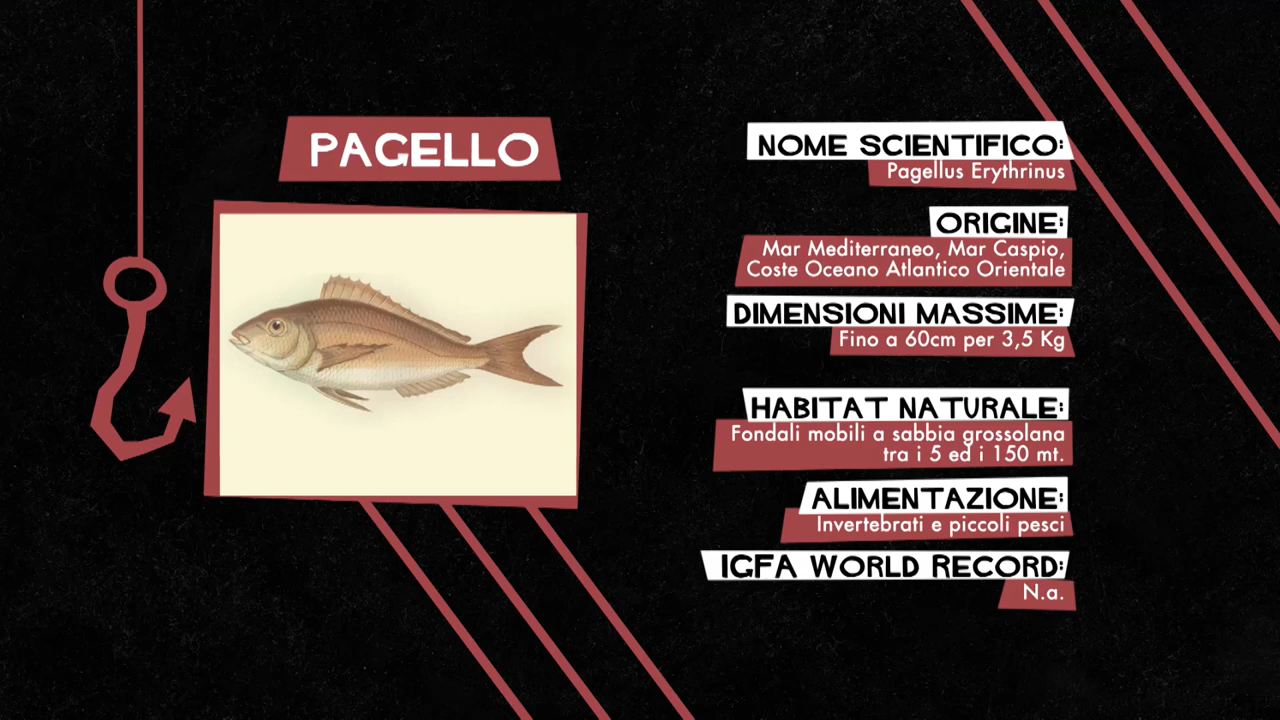 PAGELLO
NOME SCIENTIFICO:
Pagellus Erythrinus
ORIGINE:
Mar Mediterraneo, Mar Caspio,
Coste Oceano Atlantico Orientale
DIMENSIONI MASSIME:
Fino a 60cm per 3,5 Kg
HABITAT NATURALE:
Fondali mobili a sabbia grossolana
tra i 5 ed i 150 mt.
ALIMENTAZIONE:
Invertebrati e piccoli pesci
IGFA WORLD RECORD:
N.a.